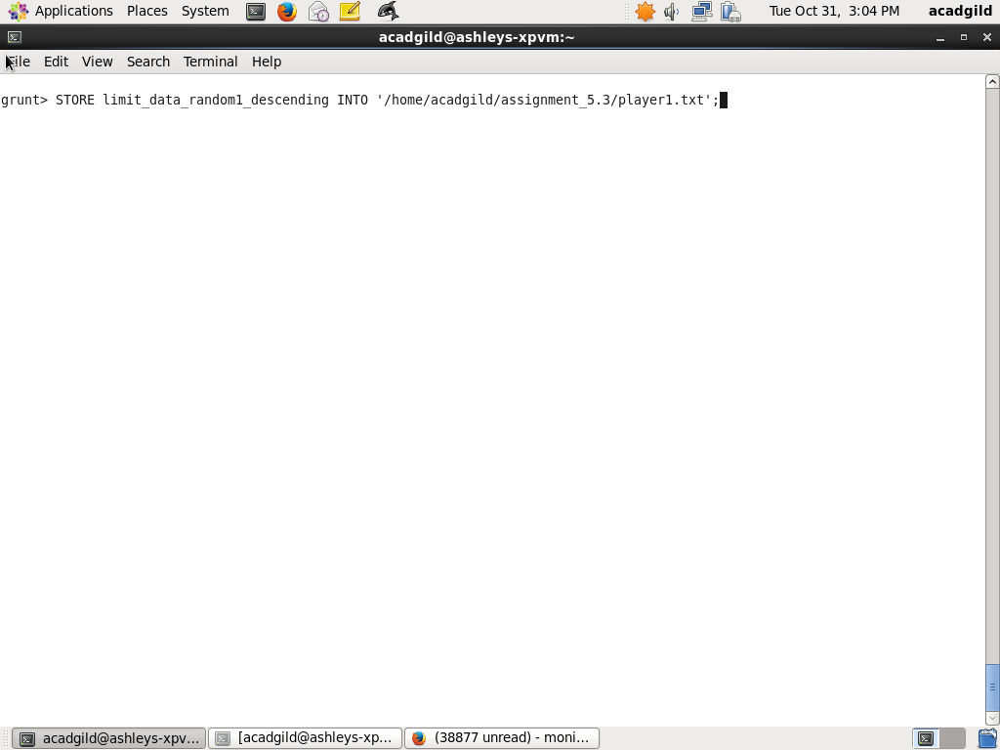 Applications Places System Tue Oct 31, 3:04 PM acadgild
acadgild@ashleys-xpvm:~
File Edit View Search Terminal Help
grunt> STORE limit_data_random1_descending INTO '/home/acadgild/assignment_5.3/player1.txt';
acadgild@ashleys-xpv... [acadgild@ashleys-xp... (38877 unread) - moni...